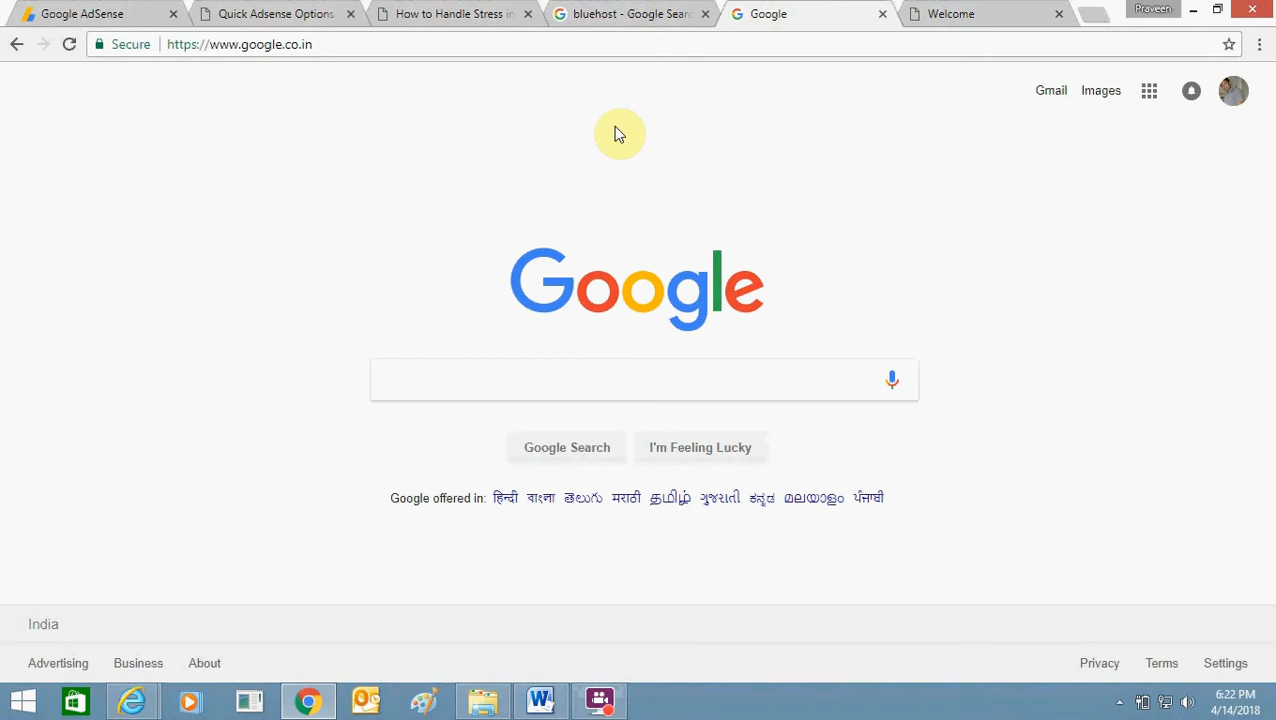 Google AdSense
Quick Adsense Options
How to Handle Stress in
bluehost - Google Sear
Google
Welcome
Praveen
Secure
https://www.google.co.in
Gmail
Images
Google
Google Search
I'm Feeling Lucky
Google offered in: हिन्दी বাংলা తెలుగు मराठी தமிழ் ગુજરાતી ಕನ್ನಡ മലയാളം ਪੰਜਾਬੀ
India
Advertising
Business
About
Privacy
Terms
Settings
6:22 PM
4/14/2018